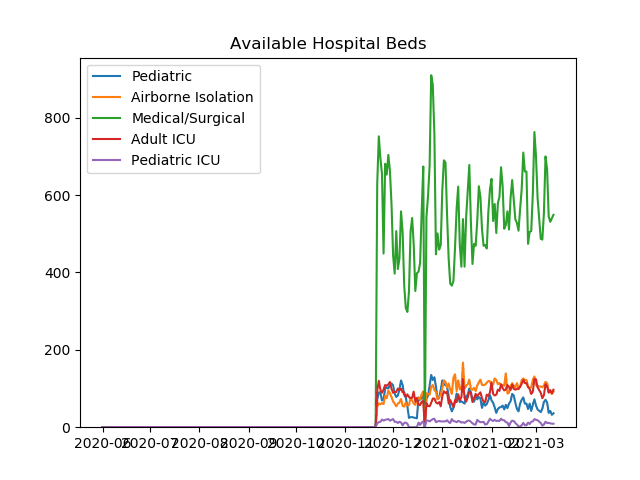 Available Hospital Beds
Pediatric
Airborne Isolation
Medical/Surgical
Adult ICU
Pediatric ICU
800
600
400
200
0
2020-06 2020-07 2020-08 2020-09 2020-10 2020-11 2020-12 2021-01 2021-02 2021-03